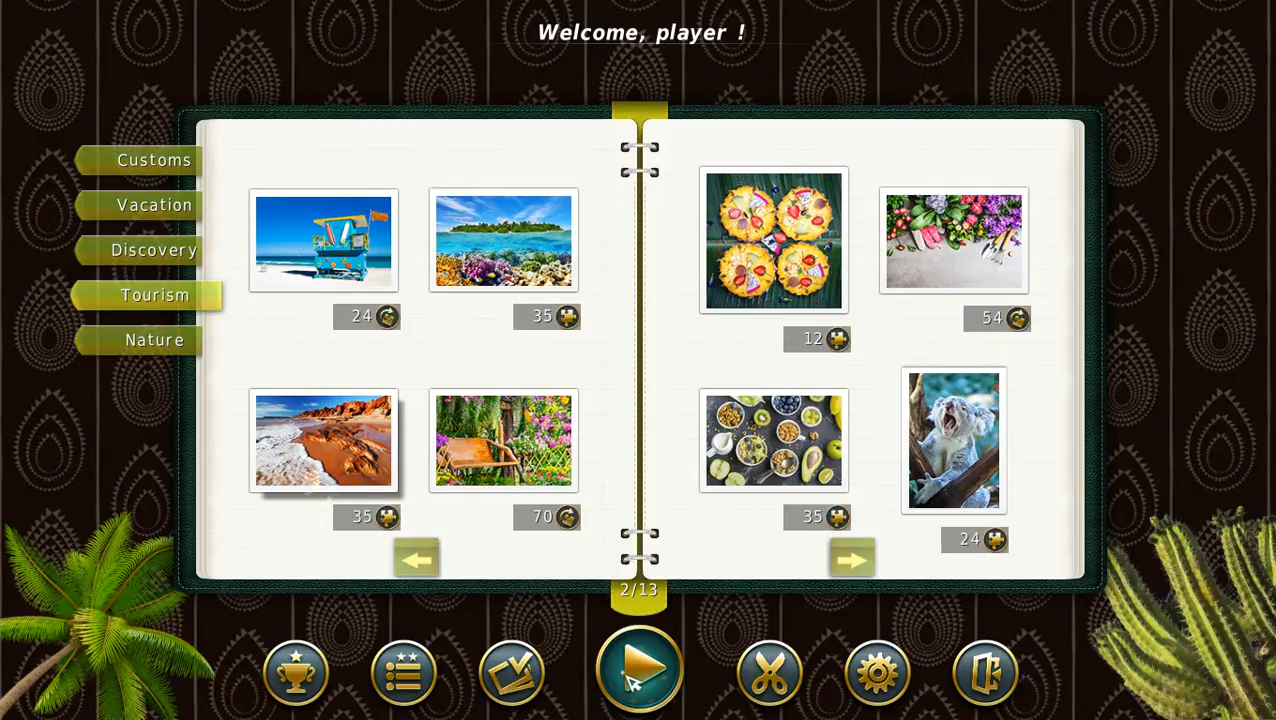 Welcome, player !
Customs
Vacation
Discovery
Tourism
Nature
24
35
35
70
12
54
35
24
2/13